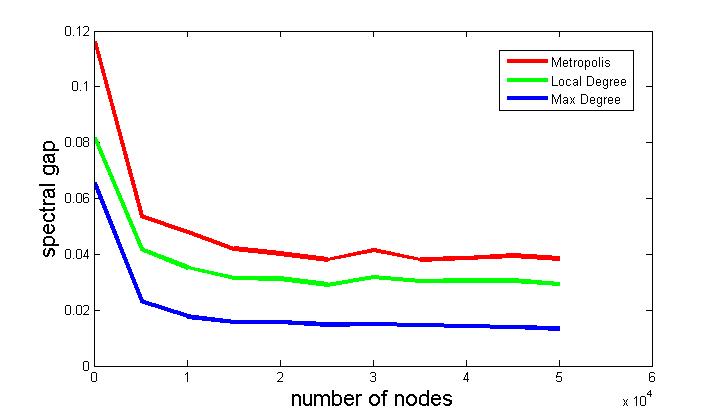 0.12
0.1
0.08
0.06
0.04
0.02
0
spectral gap
Metropolis
Local Degree
Max Degree
0 1 2 3 4 5 6
number of nodes
x 10^4